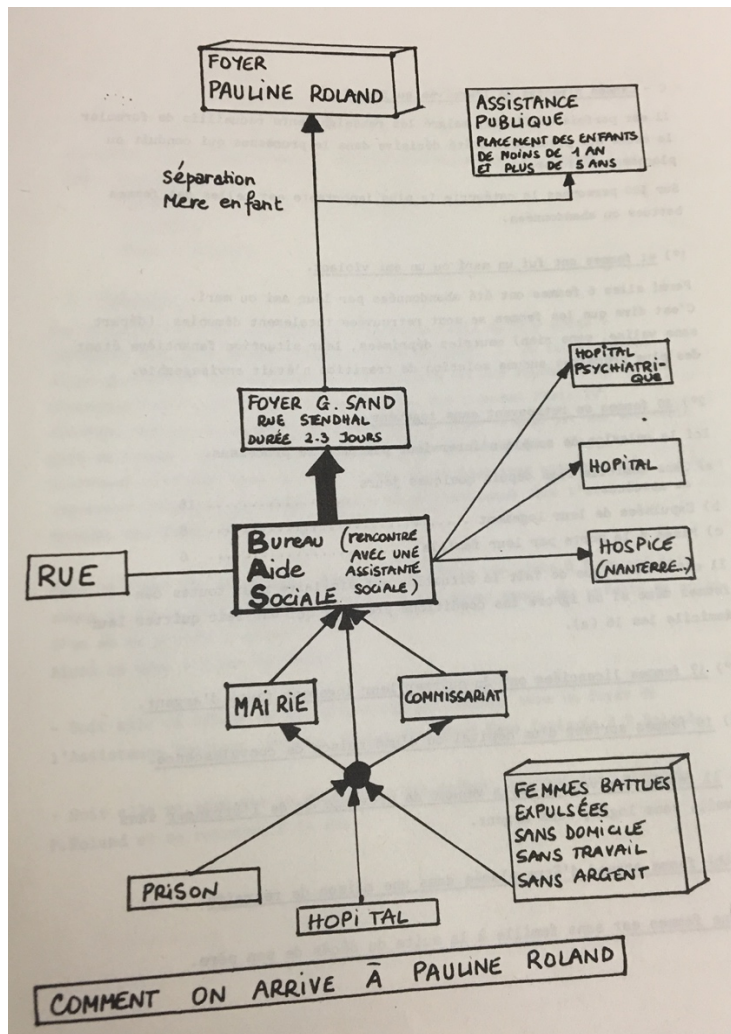 FOYER
PAULINE ROLAND
ASSISTANCE
PUBLIQUE
PLACEMENT DES ENFANTS
DE MOINS DE 1 AN
ET PLUS DE 5 ANS
Séparation
Mere enfant
HOPITAL
PSYCHIATRI-
QUE
FOYER G. SAND
RUE STENDHAL
DURÉE 2.3 JOURS
HOPITAL
RUE
BUREAU (RENCONTRE
AIDE AVEC UNE
ASSISTANTE
SOCIALE SOCIALE)
HOSPICE
(NANTERRE...)
MAIRIE
COMMISSARIAT
FEMMES BATTUES
EXPULSÉES
SANS DOMICILE
SANS TRAVAIL
SANS ARGENT
PRISON
HOPITAL
COMMENT ON ARRIVE À PAULINE ROLAND